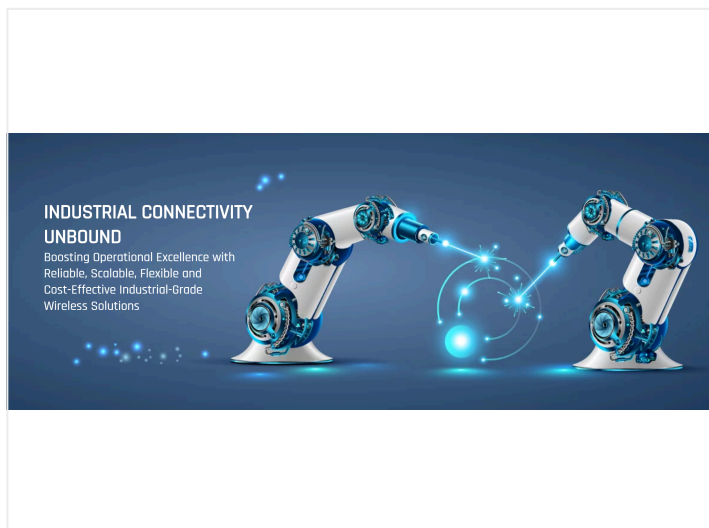 INDUSTRIAL CONNECTIVITY
UNBOUND
Boosting Operational Excellence with
Reliable, Scalable, Flexible and
Cost-Effective Industrial-Grade
Wireless Solutions